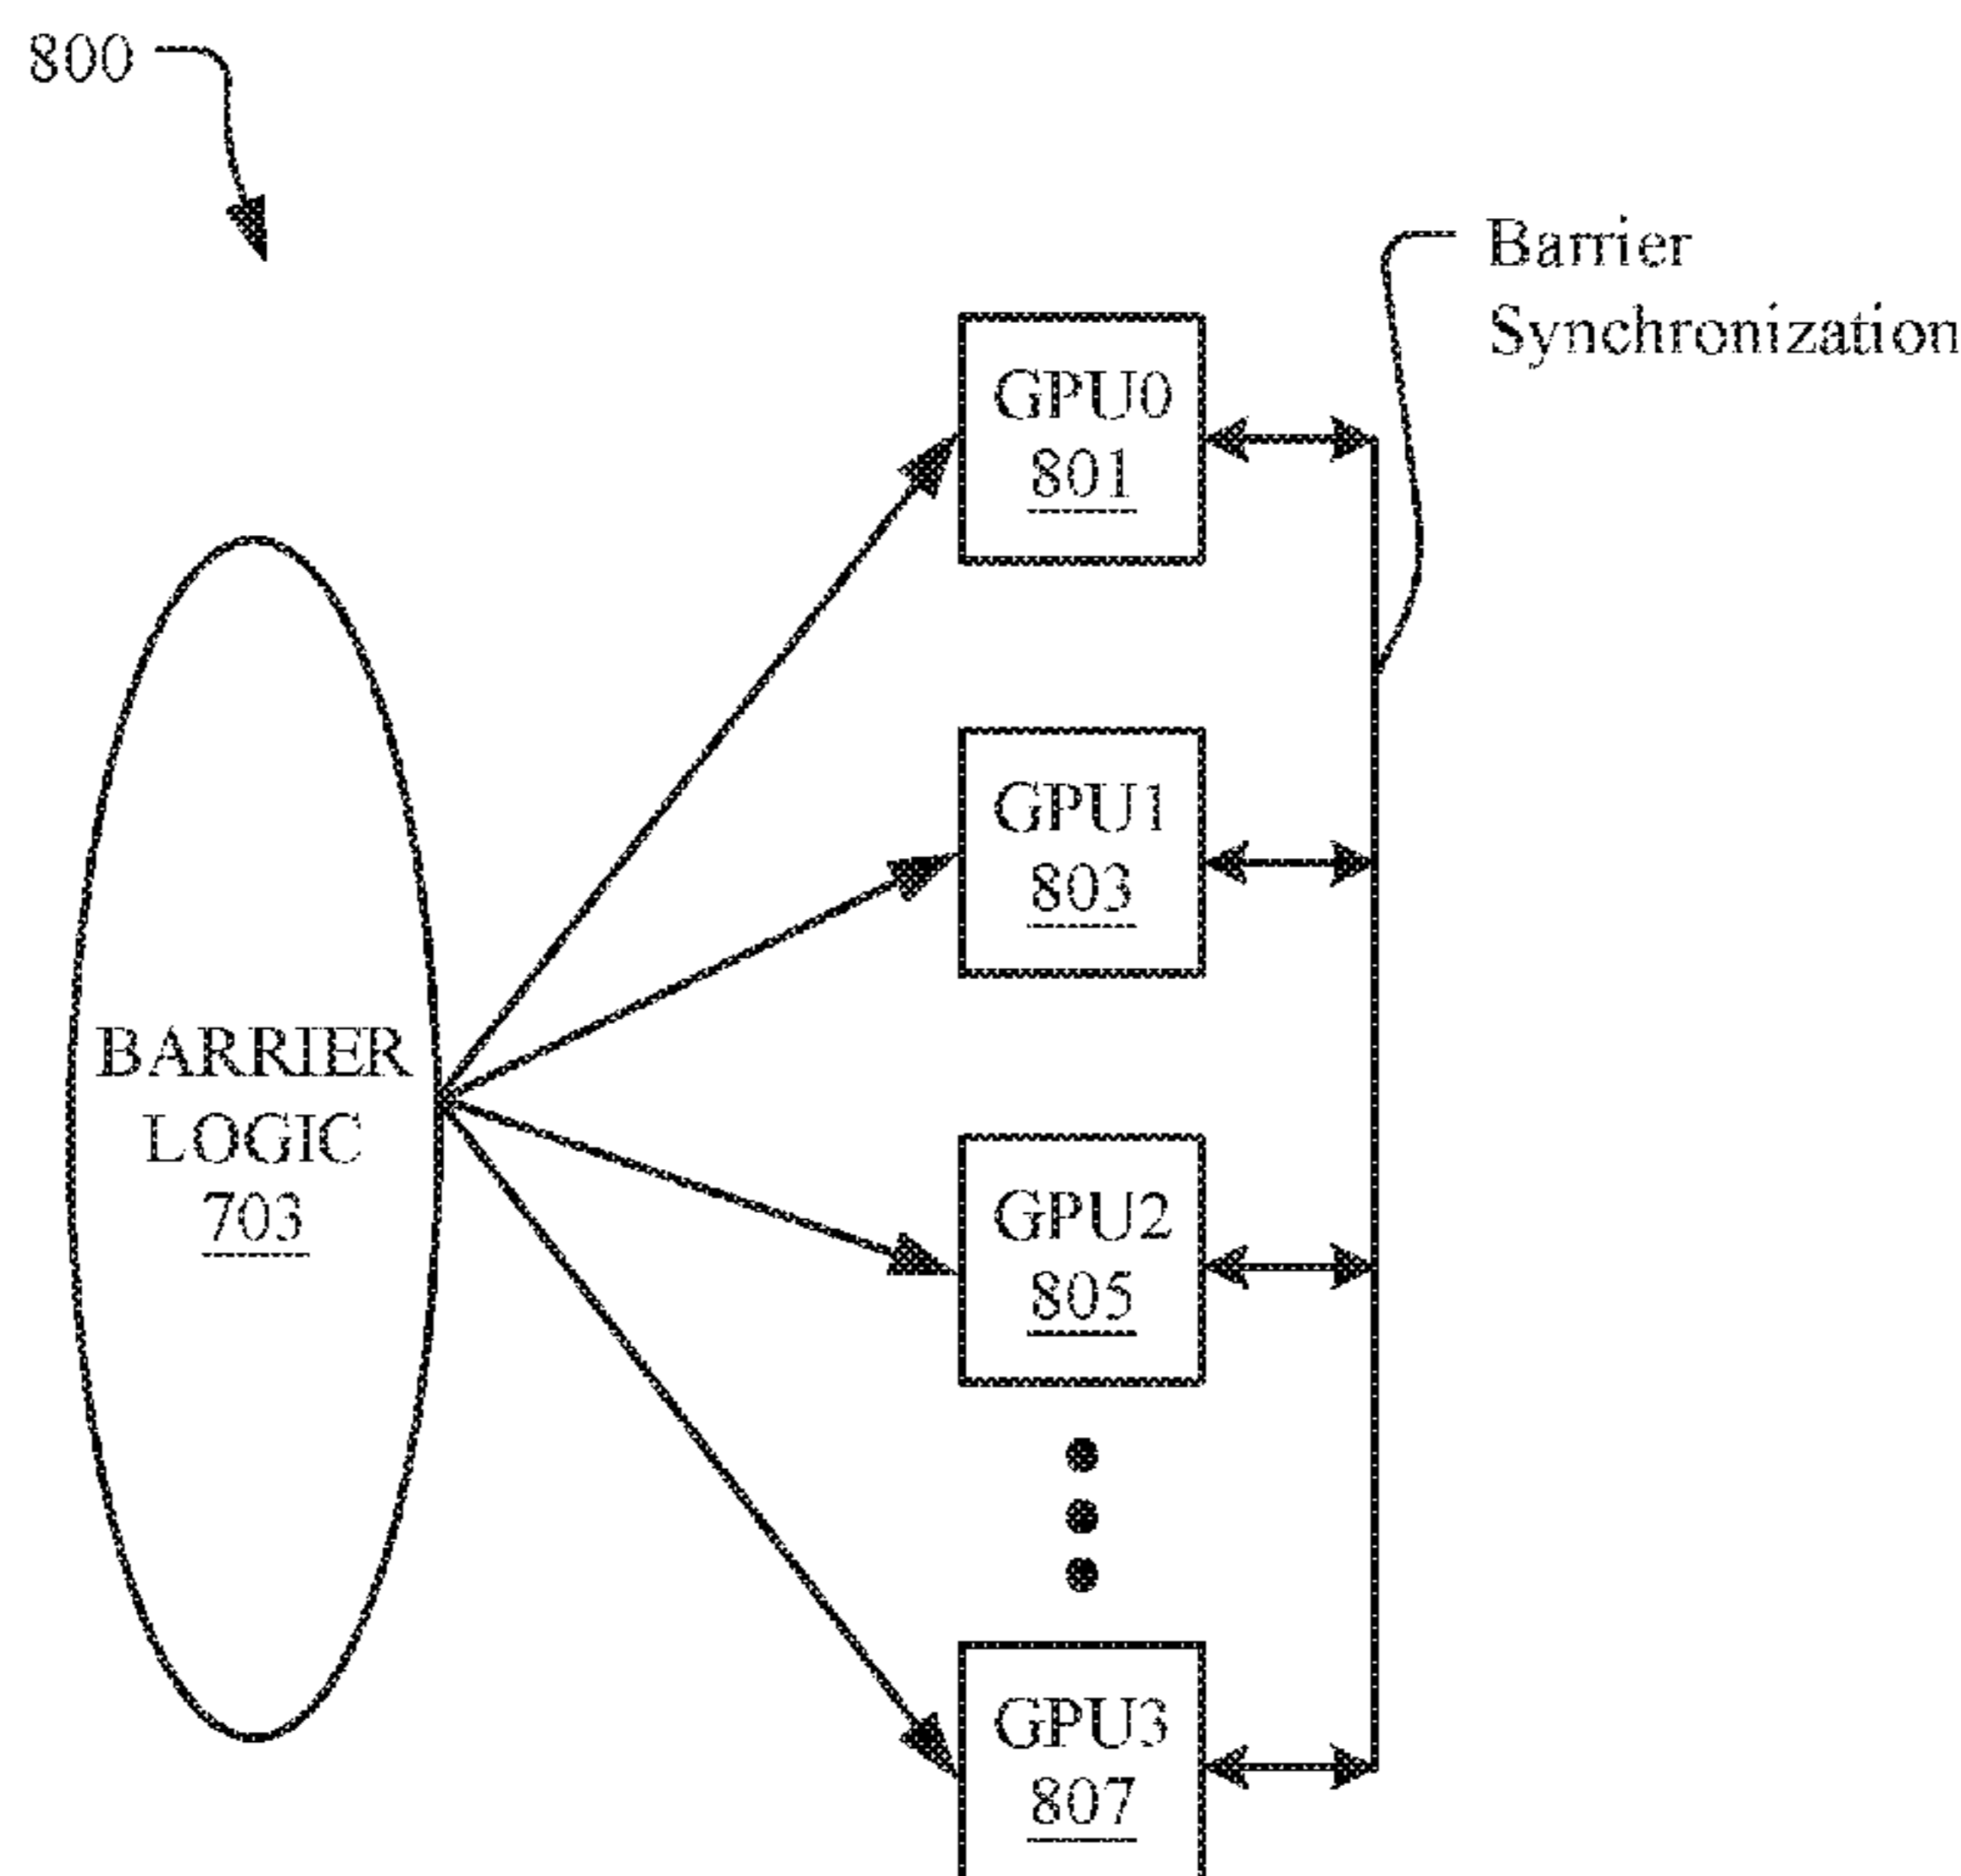 800
Barrier
Synchronization
GPU0
801
GPU1
803
BARRIER
LOGIC
703
GPU2
805
GPU3
807